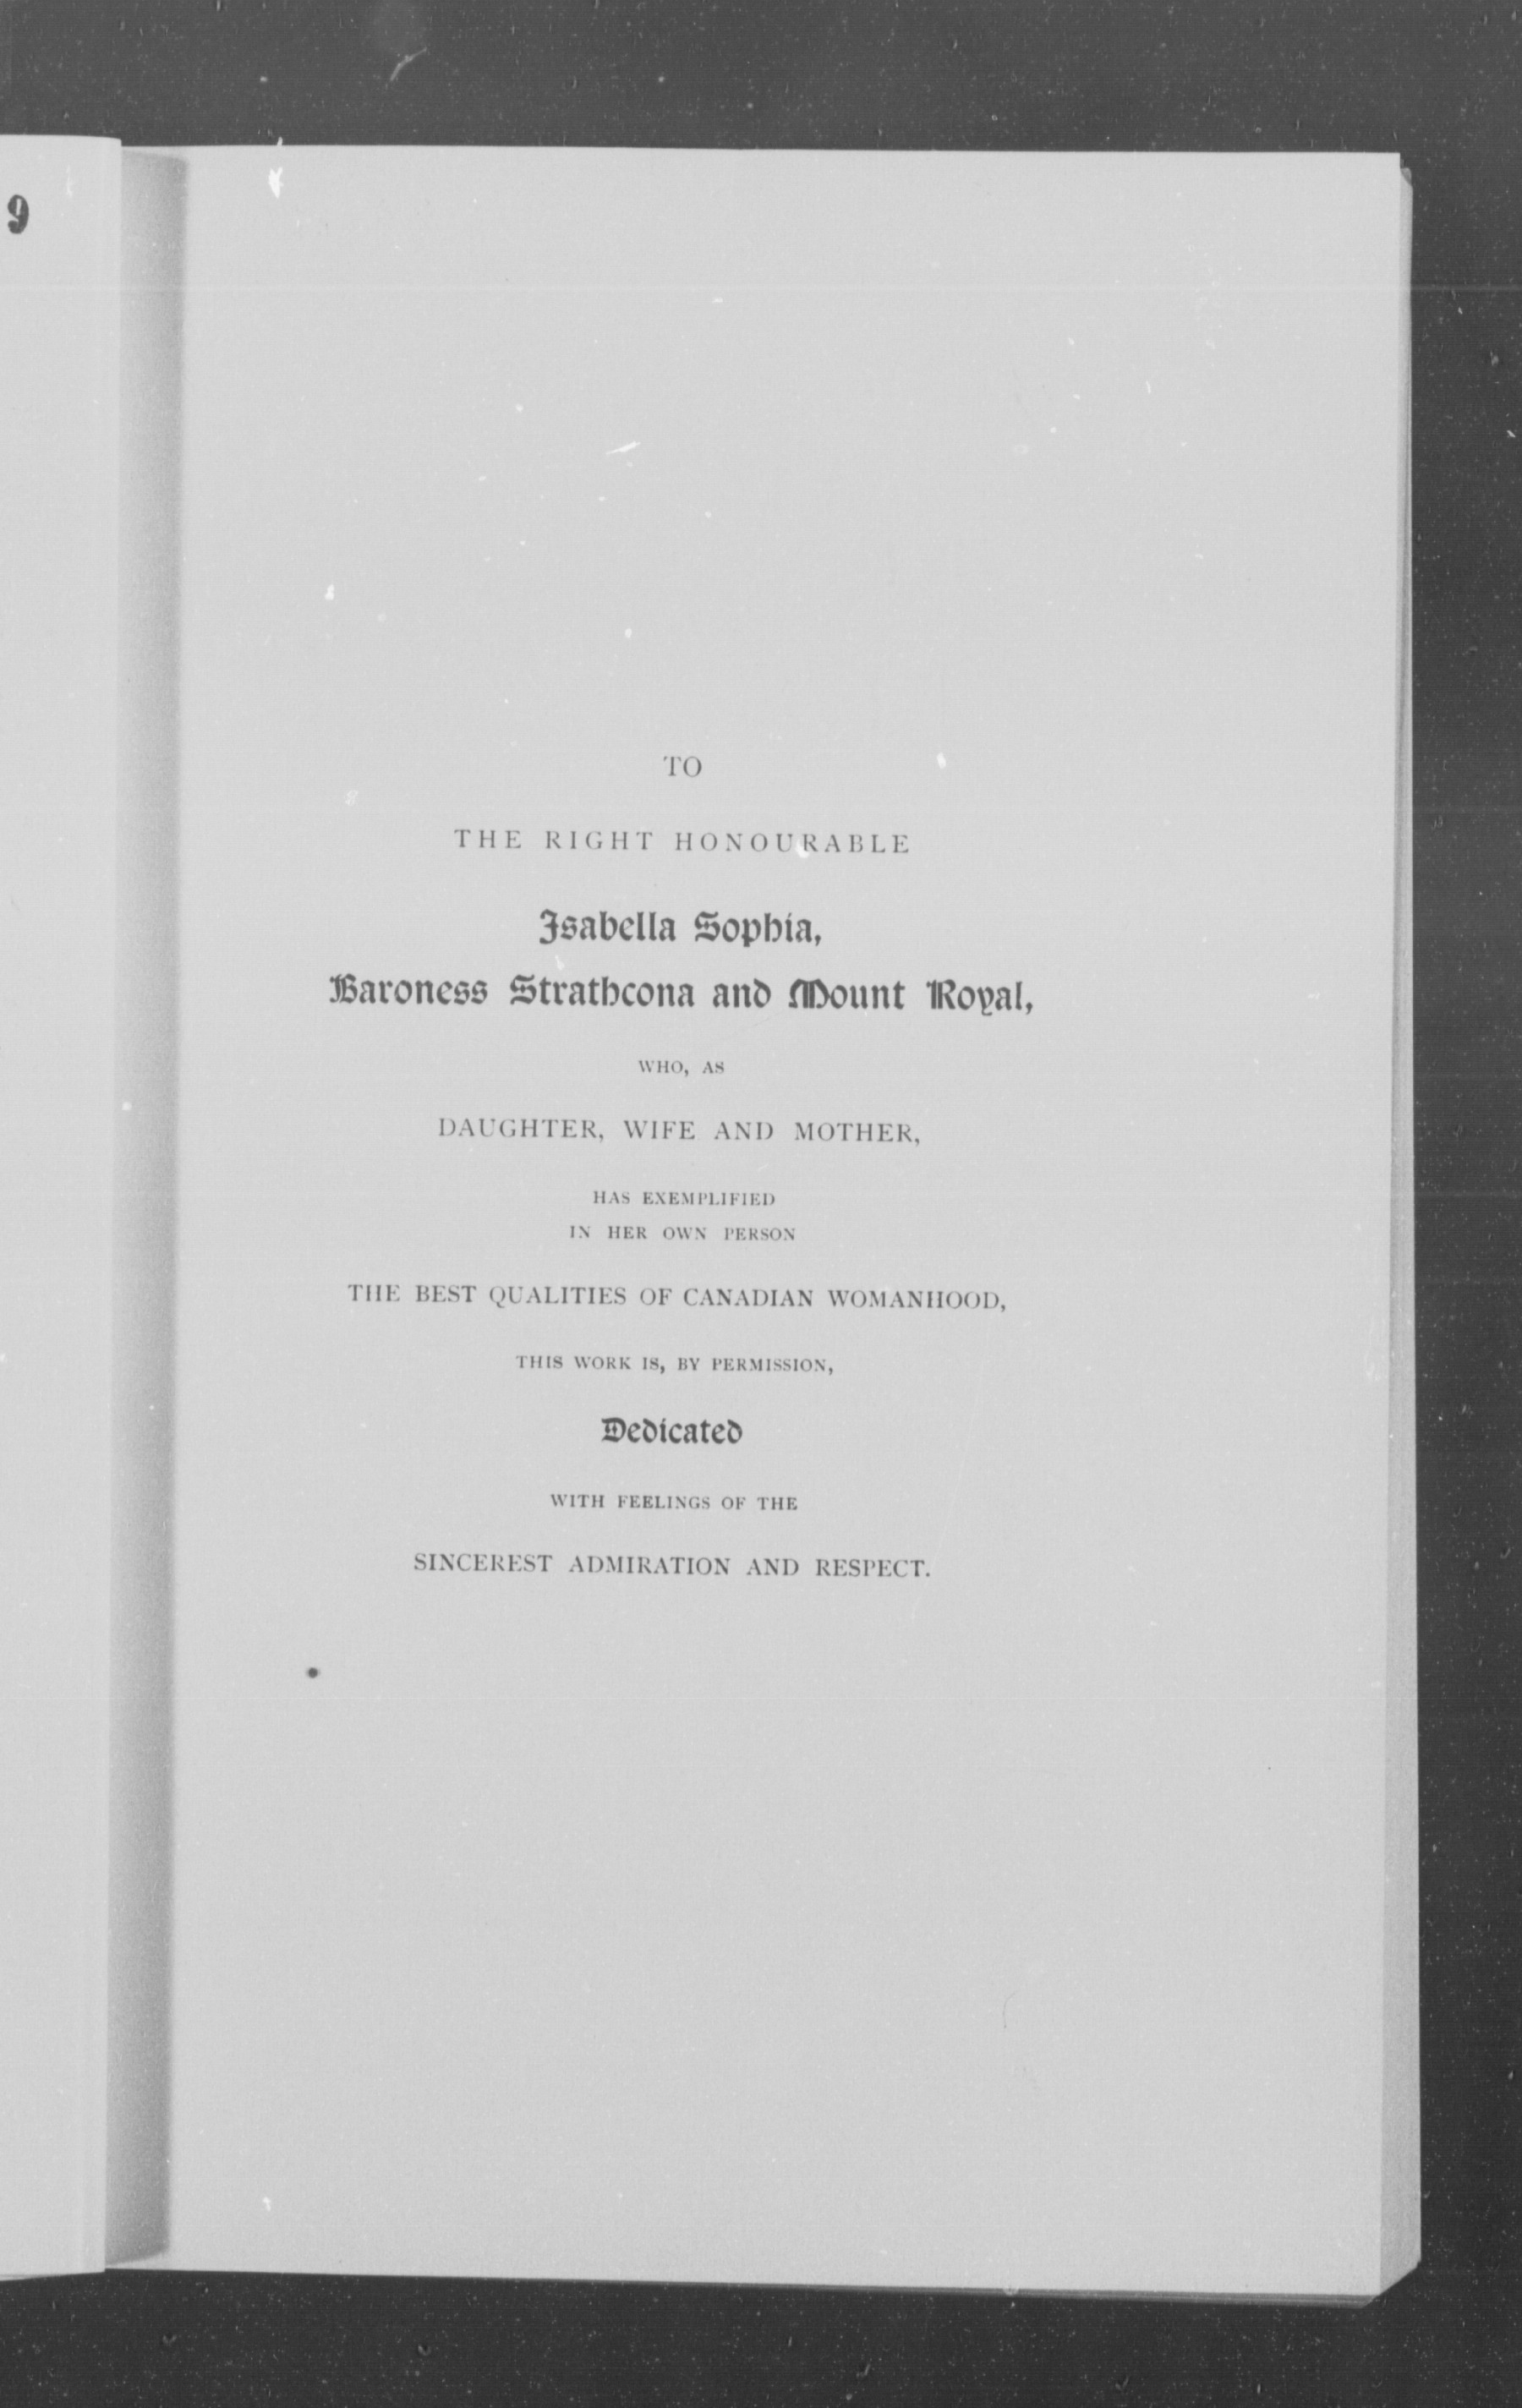 9
TO
THE RIGHT HONOURABLE
Isabella Sophia,
Baroness Strathcona and Mount Royal,
WHO, AS
DAUGHTER, WIFE AND MOTHER,
HAS EXEMPLIFIED
IN HER OWN PERSON
THE BEST QUALITIES OF CANADIAN WOMANHOOD,
THIS WORK IS, BY PERMISSION,
Dedicated
WITH FEELINGS OF THE
SINCEREST ADMIRATION AND RESPECT.